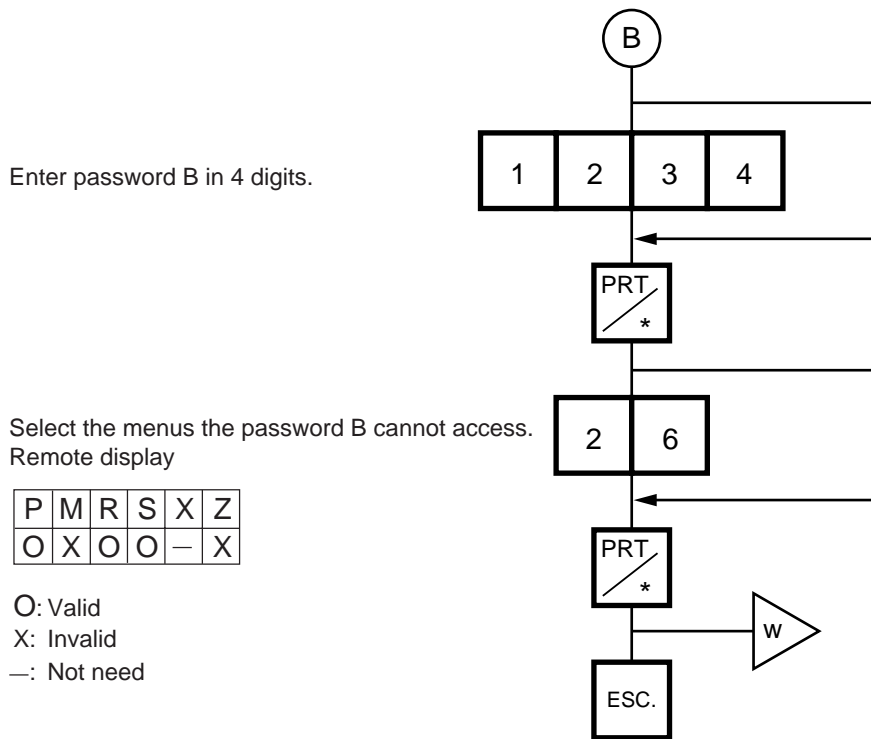 B
Enter password B in 4 digits.
1 2 3 4
PRT
*
Select the menus the password B cannot access.
2 6
Remote display
P M R S X Z
O X O O – X
PRT
*
O: Valid
X: Invalid
w
—: Not need
ESC.